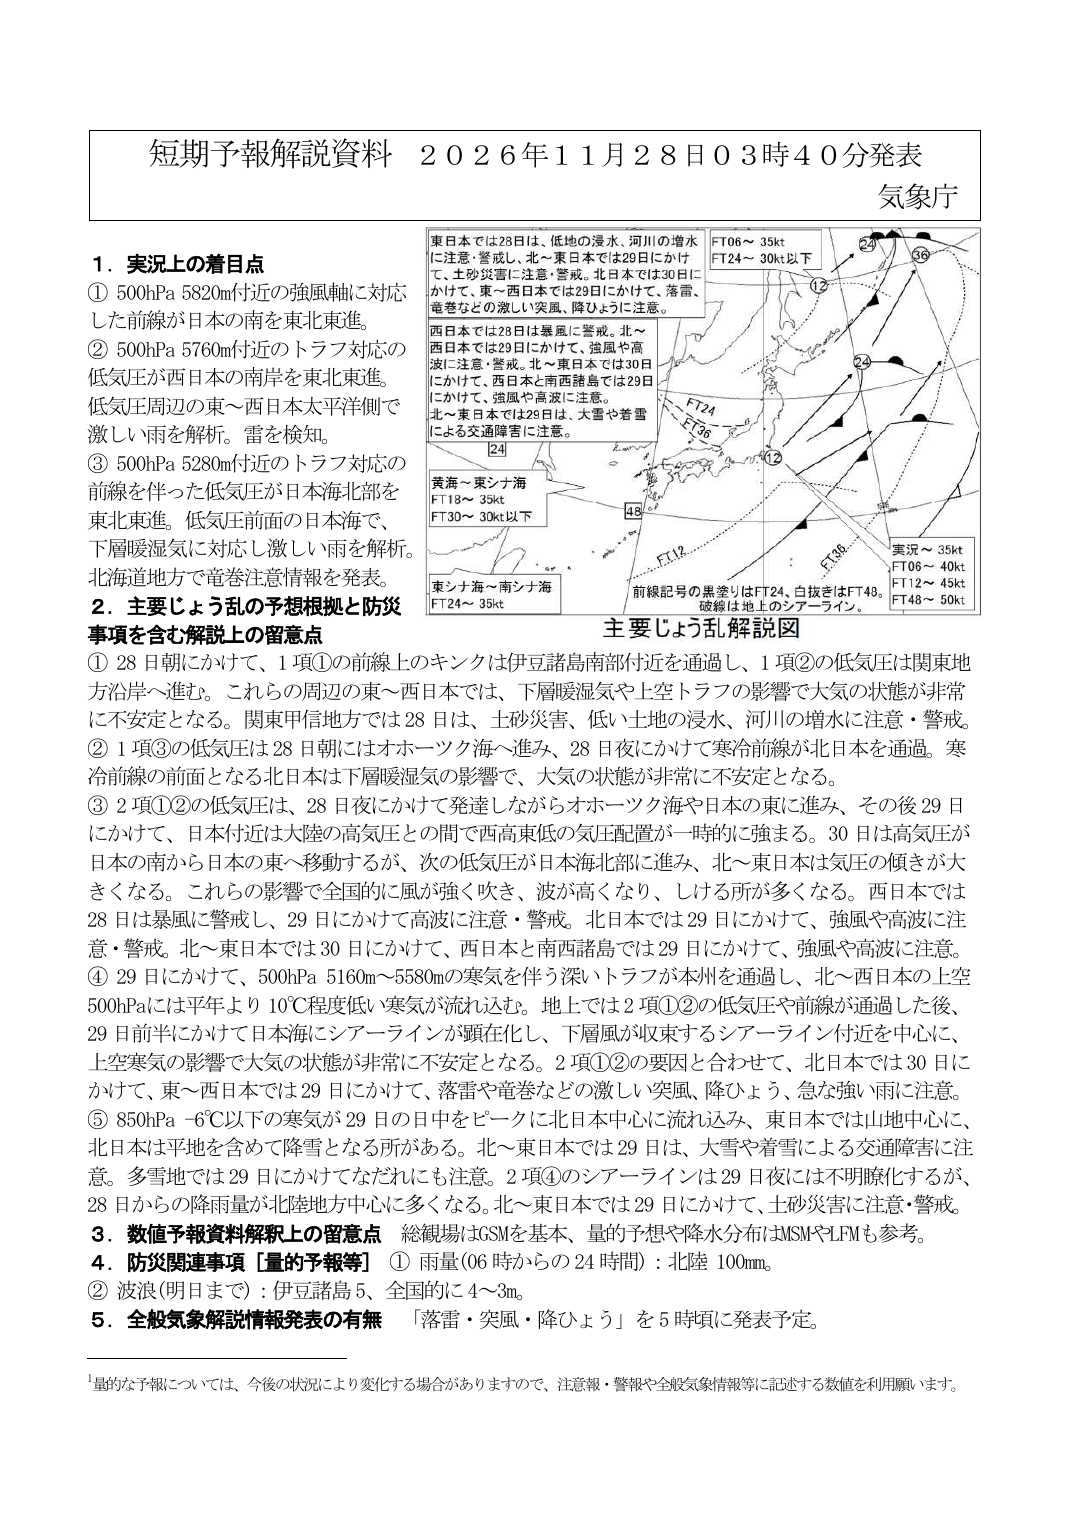 短期予報解説資料　２０２６年１１月２８日０３時４０分発表
気象庁
１．実況上の着目点
① 500hPa 5820m付近の強風軸に対応
した前線が日本の南を東北東進。
② 500hPa 5760m付近のトラフ対応の
低気圧が西日本の南岸を東北東進。
低気圧周辺の東～西日本太平洋側で
激しい雨を解析。雷を検知。
③ 500hPa 5280m付近のトラフ対応の
前線を伴った低気圧が日本海北部を
東北東進。低気圧前面の日本海で、
下層暖湿気に対応し激しい雨を解析。
北海道地方で竜巻注意情報を発表。
東日本では28日は、低地の浸水、河川の増水
に注意・警戒し、北～東日本では29日にかけ
て、土砂災害に注意・警戒。北日本では30日に
かけて、東～西日本では29日にかけて、落雷、
竜巻などの激しい突風、降ひょうに注意。
西日本では28日は暴風に警戒。北～
西日本では29日にかけて、強風や高
波に注意・警戒。北～東日本では30日
にかけて、西日本と南西諸島では29日
にかけて、強風や高波に注意。
北～東日本では29日は、大雪や着雪
による交通障害に注意。
FT06～ 35kt
FT24～ 30kt以下
24
36
12
24
FT24
FT36
12
24
黄海～東シナ海
FT18～ 35kt
FT30～ 30kt以下
48
FT12
FT36
東シナ海～南シナ海
FT24～ 35kt
実況～ 35kt
FT06～ 40kt
FT12～ 45kt
FT48～ 50kt
前線記号の黒塗りはFT24、白抜きはFT48。
破線は地上のシアーライン。
主要じょう乱解説図
２．主要じょう乱の予想根拠と防災
事項を含む解説上の留意点
① 28 日朝にかけて、1 項①の前線上のキンクは伊豆諸島南部付近を通過し、1 項②の低気圧は関東地
方沿岸へ進む。これらの周辺の東～西日本では、下層暖湿気や上空トラフの影響で大気の状態が非常
に不安定となる。関東甲信地方では 28 日は、土砂災害、低い土地の浸水、河川の増水に注意・警戒。
② 1 項③の低気圧は 28 日朝にはオホーツク海へ進み、28 日夜にかけて寒冷前線が北日本を通過。寒
冷前線の前面となる北日本は下層暖湿気の影響で、大気の状態が非常に不安定となる。
③ 2 項①②の低気圧は、28 日夜にかけて発達しながらオホーツク海や日本の東に進み、その後 29 日
にかけて、日本付近は大陸の高気圧との間で西高東低の気圧配置が一時的に強まる。30 日は高気圧が
日本の南から日本の東へ移動するが、次の低気圧が日本海北部に進み、北～東日本は気圧の傾きが大
きくなる。これらの影響で全国的に風が強く吹き、波が高くなり、しける所が多くなる。西日本では
28 日は暴風に警戒し、29 日にかけて高波に注意・警戒。北日本では 29 日にかけて、強風や高波に注
意・警戒。北～東日本では 30 日にかけて、西日本と南西諸島では 29 日にかけて、強風や高波に注意。
④ 29 日にかけて、500hPa 5160m～5580mの寒気を伴う深いトラフが本州を通過し、北～西日本の上空
500hPaには平年より 10℃程度低い寒気が流れ込む。地上では 2 項①②の低気圧や前線が通過した後、
29 日前半にかけて日本海にシアーラインが顕在化し、下層風が収束するシアーライン付近を中心に、
上空寒気の影響で大気の状態が非常に不安定となる。2 項①②の要因と合わせて、北日本では 30 日に
かけて、東～西日本では 29 日にかけて、落雷や竜巻などの激しい突風、降ひょう、急な強い雨に注意。
⑤ 850hPa -6℃以下の寒気が 29 日の日中をピークに北日本中心に流れ込み、東日本では山地中心に、
北日本は平地を含めて降雪となる所がある。北～東日本では 29 日は、大雪や着雪による交通障害に注
意。多雪地では 29 日にかけてなだれにも注意。2 項④のシアーラインは 29 日夜には不明瞭化するが、
28 日からの降雨量が北陸地方中心に多くなる。北～東日本では 29 日にかけて、土砂災害に注意・警戒。
３．数値予報資料解釈上の留意点　総観場はGSMを基本、量的予想や降水分布はMSMやLFMも参考。
４．防災関連事項［量的予報等］ ① 雨量(06 時からの 24 時間)：北陸 100mm。
② 波浪(明日まで)：伊豆諸島 5、全国的に 4～3m。
５．全般気象解説情報発表の有無　「落雷・突風・降ひょう」を 5 時頃に発表予定。
1量的な予報については、今後の状況により変化する場合がありますので、注意報・警報や全般気象情報等に記述する数値を利用願います。